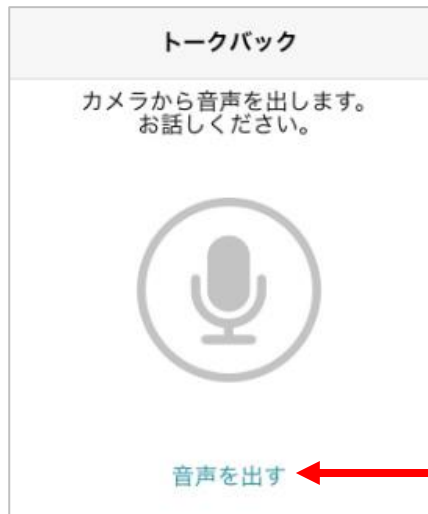 トークバック
カメラから音声を出します。
お話しください。
音声を出す